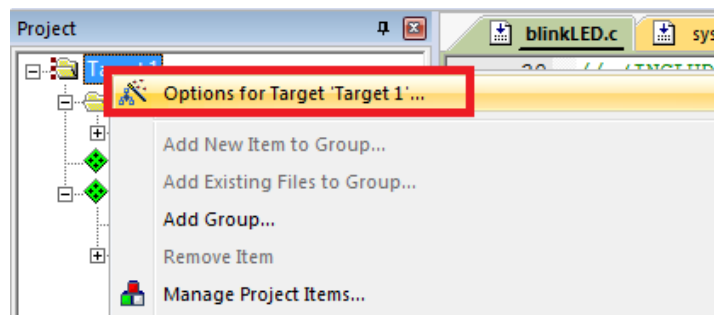 Project
blinkLED.c
sys
Options for Target 'Target 1'...
Add New Item to Group...
Add Existing Files to Group...
Add Group...
Remove Item
Manage Project Items...